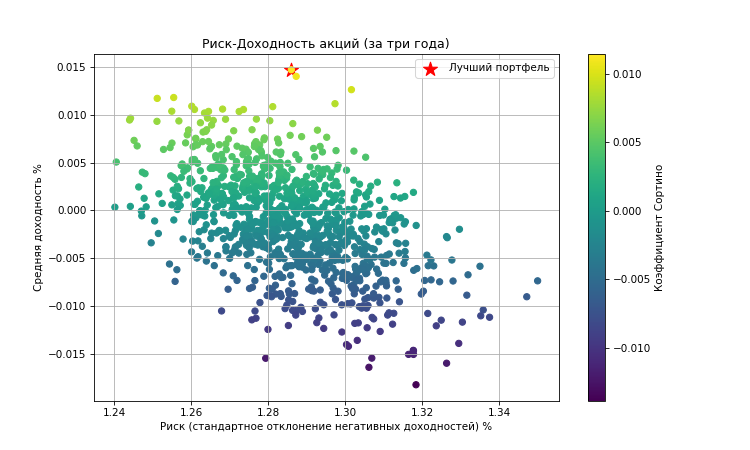 Риск-Доходность акций (за три года)
Лучший портфель
0.015
0.010
0.005
0.000
−0.005
−0.010
−0.015
Средняя доходность %
1.24 1.26 1.28 1.30 1.32 1.34
Риск (стандартное отклонение негативных доходностей) %
0.010
0.005
0.000
−0.005
−0.010
Коэффициент Сортино